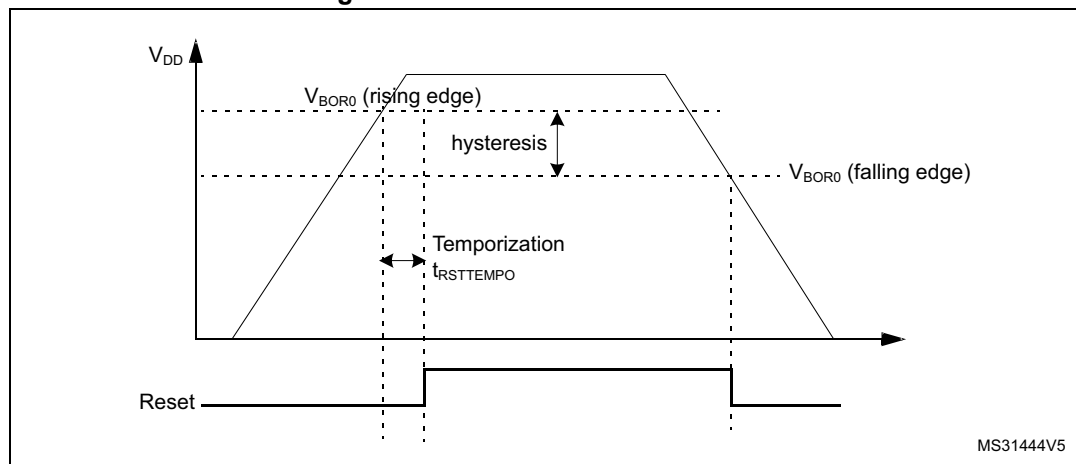 V_DD
V_BOR0 (rising edge)
hysteresis
V_BOR0 (falling edge)
Temporization
t_RSTTEMPO
Reset
MS31444V5